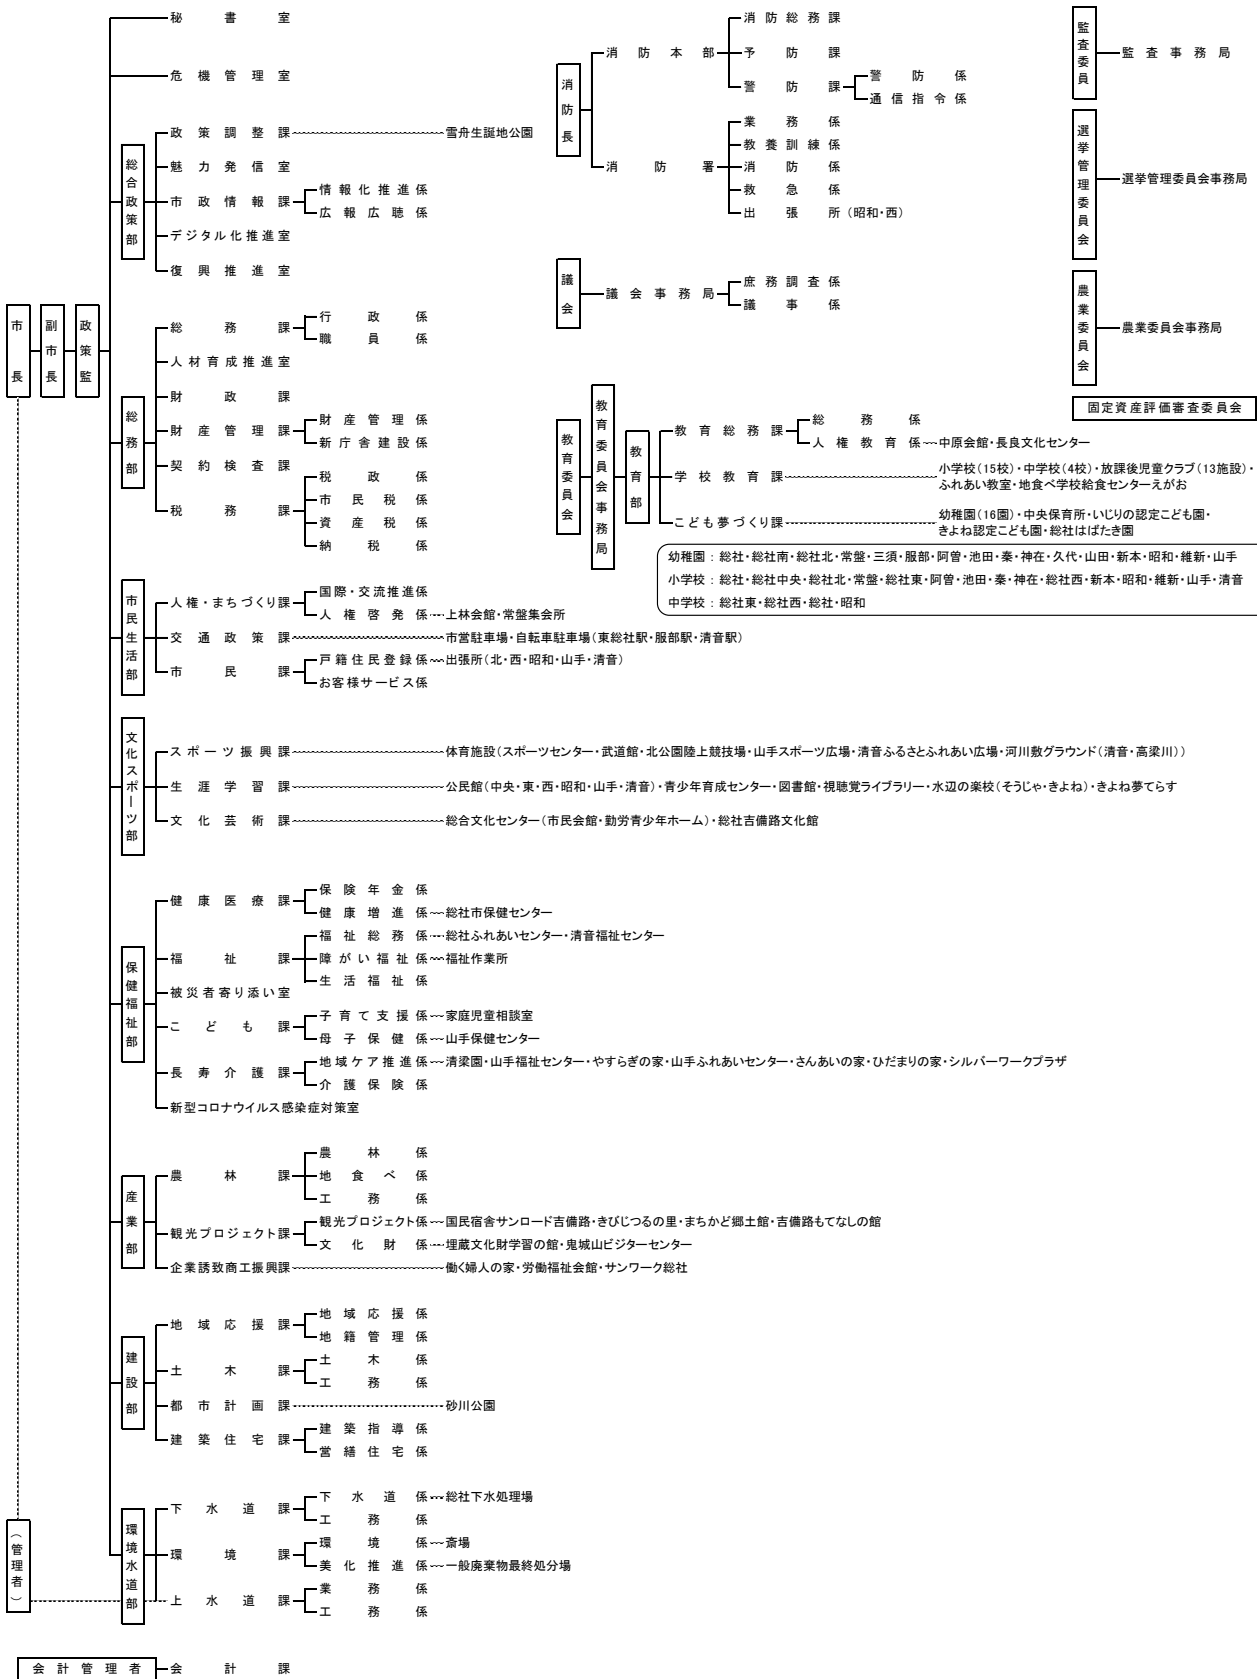 市長
副市長
政策監
秘書室
危機管理室
総合政策部
政策調整課
雪舟生誕地公園
魅力発信室
市政情報課
情報化推進係
広報広聴係
デジタル化推進室
復興推進室
総務部
総務課
行政係
職員係
人材育成推進室
財政課
財産管理課
財産管理係
新庁舎建設係
契約検査課
税務課
税政係
市民税係
資産税係
納税係
市民生活部
人権・まちづくり課
国際・交流推進係
人権啓発係
上林会館・常盤集会所
交通政策課
市営駐車場・自転車駐車場(東総社駅・服部駅・清音駅)
市民課
戸籍住民登録係
出張所(北・西・昭和・山手・清音)
お客様サービス係
文化スポーツ部
スポーツ振興課
体育施設(スポーツセンター・武道館・北公園陸上競技場・山手スポーツ広場・清音ふるさとふれあい広場・河川敷グラウンド(清音・高梁川))
生涯学習課
公民館(中央・東・西・昭和・山手・清音)・青少年育成センター・図書館・視聴覚ライブラリー・水辺の楽校(そうじゃ・きよね)・きよね夢てらす
文化芸術課
総合文化センター(市民会館・勤労青少年ホーム)・総社吉備路文化館
保健福祉部
健康医療課
保険年金係
健康増進係
総社市保健センター
福祉課
福祉総務係
総社ふれあいセンター・清音福祉センター
障がい福祉係
福祉作業所
生活福祉係
被災者寄り添い室
こども課
子育て支援係
家庭児童相談室
母子保健係
山手保健センター
長寿介護課
地域ケア推進係
清梁園・山手福祉センター・やすらぎの家・山手ふれあいセンター・さんあいの家・ひだまりの家・シルバーワークプラザ
介護保険係
新型コロナウイルス感染症対策室
産業部
農林課
農林係
地食べ係
工務係
観光プロジェクト課
観光プロジェクト係
国民宿舎サンロード吉備路・きびじつるの里・まちかど郷土館・吉備路もてなしの館
文化財係
埋蔵文化財学習の館・鬼城山ビジターセンター
企業誘致商工振興課
働く婦人の家・労働福祉会館・サンワーク総社
建設部
地域応援課
地域応援係
地籍管理係
土木課
土木係
工務係
都市計画課
砂川公園
建築住宅課
建築指導係
営繕住宅係
(管理者)
環境水道部
下水道課
下水道係
総社下水処理場
工務係
環境課
環境係
斎場
美化推進係
一般廃棄物最終処分場
上水道課
業務係
工務係
会計管理者
会計課
消防長
消防本部
消防総務課
予防課
警防課
警防係
通信指令係
消防署
業務係
教養訓練係
消防係
救急係
出張所(昭和・西)
議会
議会事務局
庶務調査係
議事係
教育委員会
教育委員会事務局
教育部
教育総務課
総務係
人権教育係
中原会館・長良文化センター
学校教育課
小学校(15校)・中学校(4校)・放課後児童クラブ(13施設)・
ふれあい教室・地食べ学校給食センターえがお
こども夢づくり課
幼稚園(16園)・中央保育所・いじりの認定こども園・
きよね認定こども園・総社はばたき園
幼稚園：総社・総社南・総社北・常盤・三須・服部・阿曽・池田・秦・神在・久代・山田・新本・昭和・維新・山手
小学校：総社・総社中央・総社北・常盤・総社東・阿曽・池田・秦・神在・総社西・新本・昭和・維新・山手・清音
中学校：総社東・総社西・総社・昭和
監査委員
監査事務局
選挙管理委員会
選挙管理委員会事務局
農業委員会
農業委員会事務局
固定資産評価審査委員会